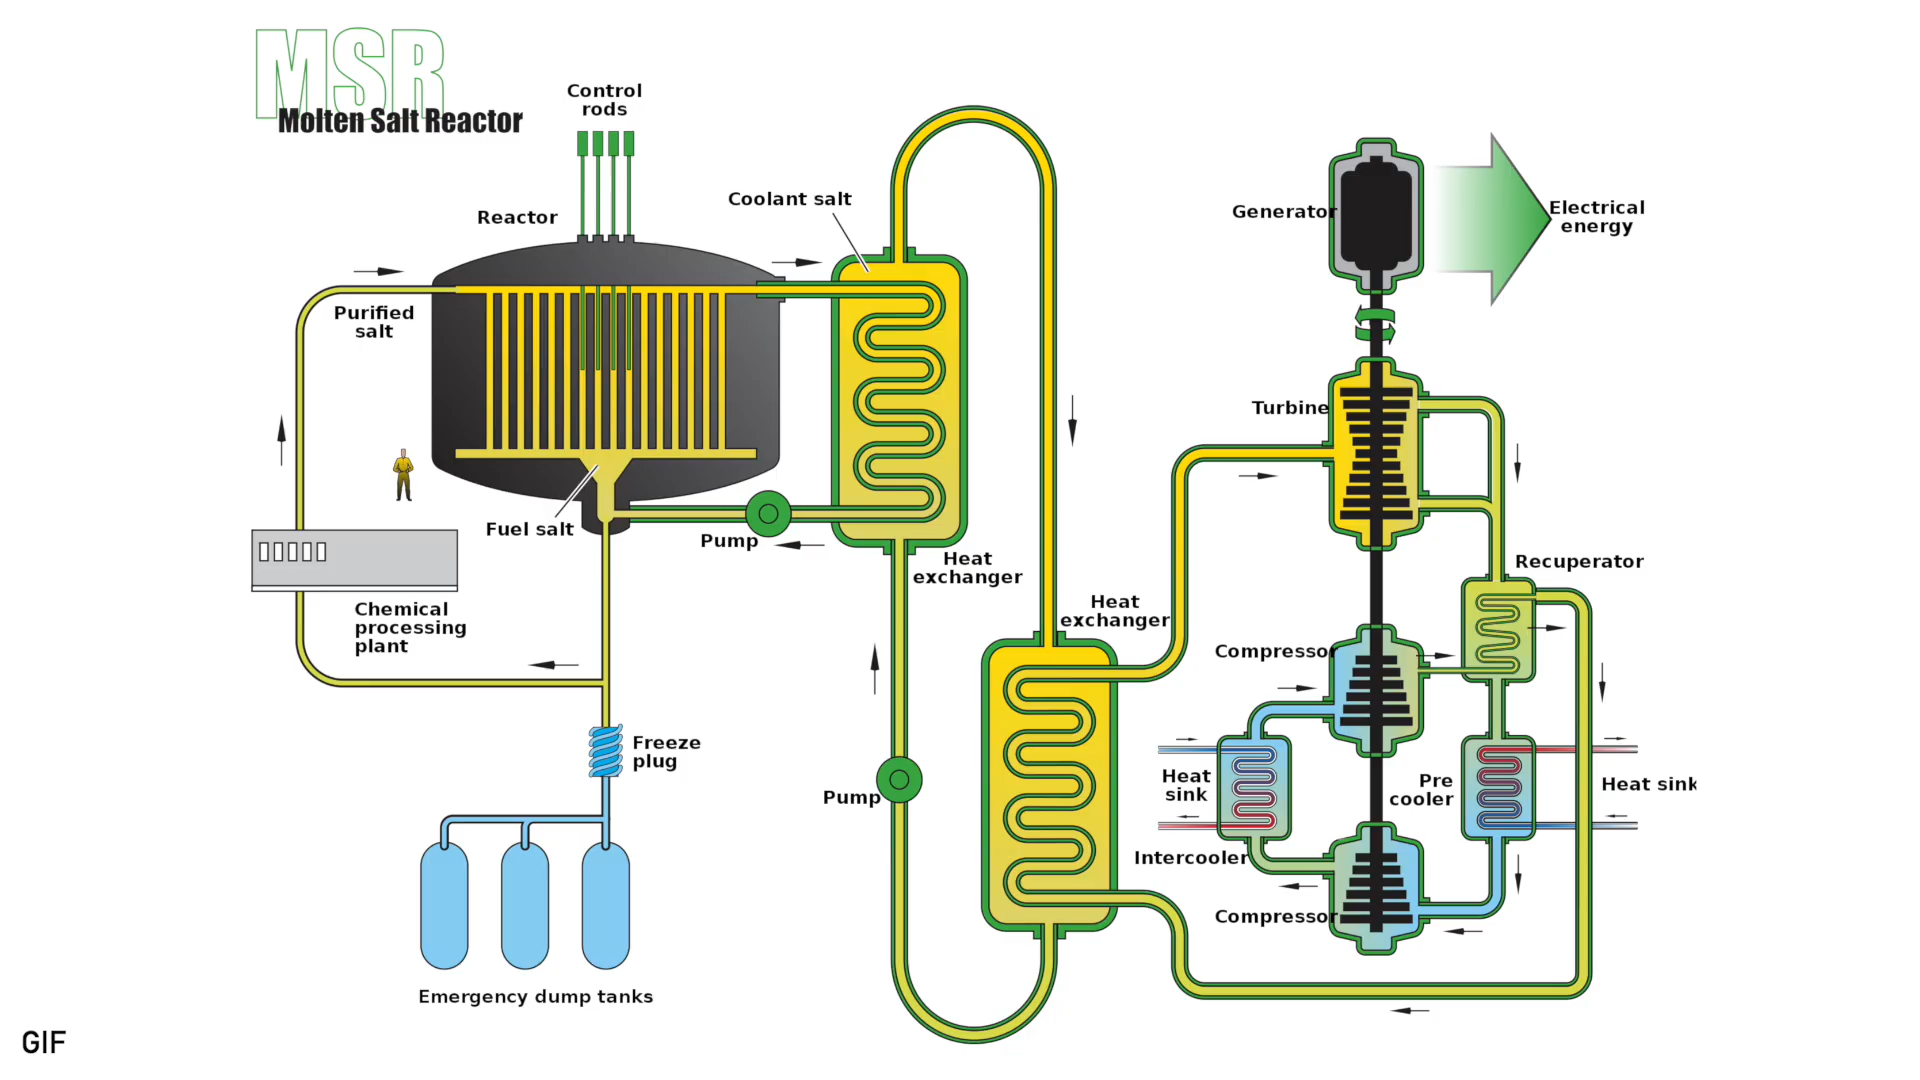 MSR
Molten Salt Reactor
Control
rods
Reactor
Coolant salt
Purified
salt
Fuel salt
Pump
Heat
exchanger
Chemical
processing
plant
Freeze
plug
Emergency dump tanks
Pump
Heat
exchanger
Generator
Electrical
energy
Turbine
Recuperator
Compressor
Heat
sink
Pre
cooler
Heat sink
Intercooler
Compressor
GIF